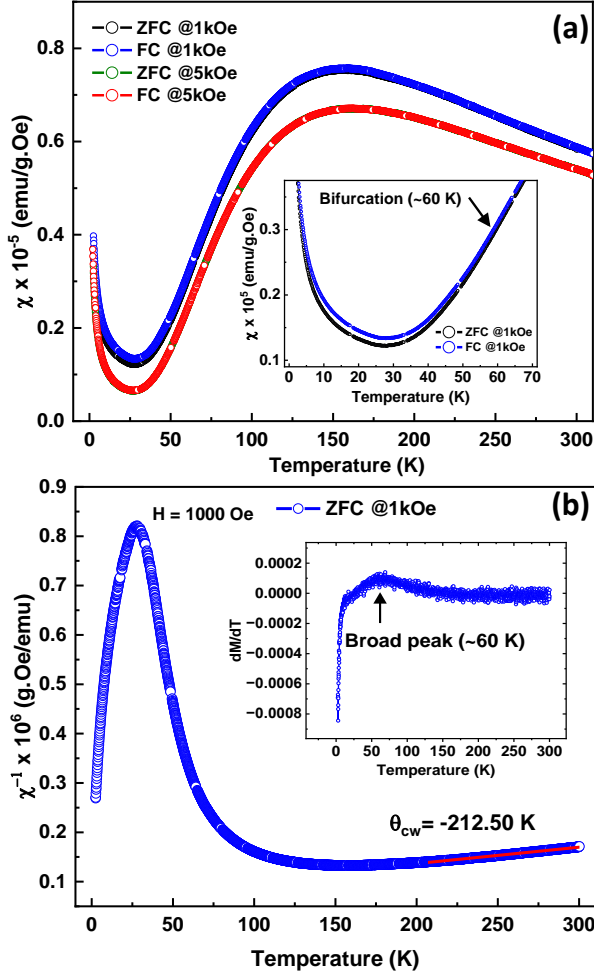 (a)
ZFC @1kOe
FC @1kOe
ZFC @5kOe
FC @5kOe
χ x 10⁻⁵ (emu/g.Oe)
0.8
0.6
0.4
0.2
0.0
0 50 100 150 200 250 300
Temperature (K)
Bifurcation (~60 K)
χ x 10⁵ (emu/g.Oe)
0.3
0.2
0.1
ZFC @1kOe
FC @1kOe
0 10 20 30 40 50 60 70
Temperature (K)
(b)
H = 1000 Oe
ZFC @1kOe
χ⁻¹ x 10⁶ (g.Oe/emu)
0.9
0.8
0.7
0.6
0.5
0.4
0.3
0.2
0.1
0 50 100 150 200 250 300
Temperature (K)
dM/dT
0.0002
0.0000
−0.0002
−0.0004
−0.0006
−0.0008
Broad peak (~60 K)
0 50 100 150 200 250 300
Temperature (K)
θcw= -212.50 K